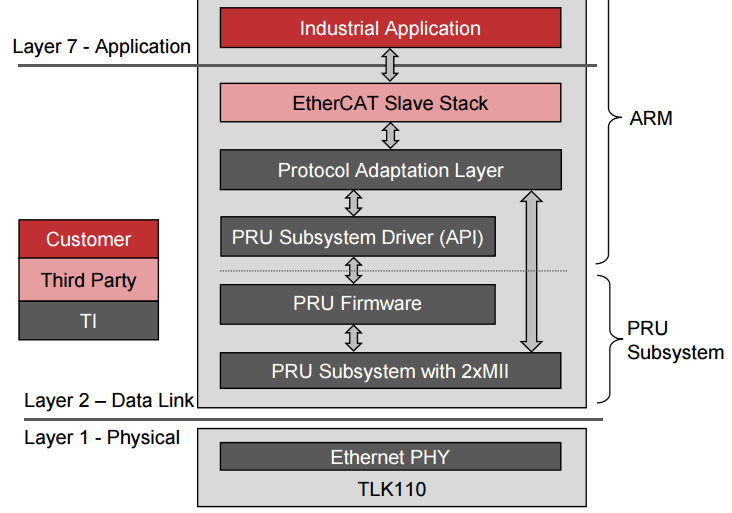 Industrial Application
Layer 7 - Application
EtherCAT Slave Stack
ARM
Protocol Adaptation Layer
PRU Subsystem Driver (API)
Customer
Third Party
TI
PRU Firmware
PRU
Subsystem
PRU Subsystem with 2xMII
Layer 2 – Data Link
Layer 1 - Physical
Ethernet PHY
TLK110